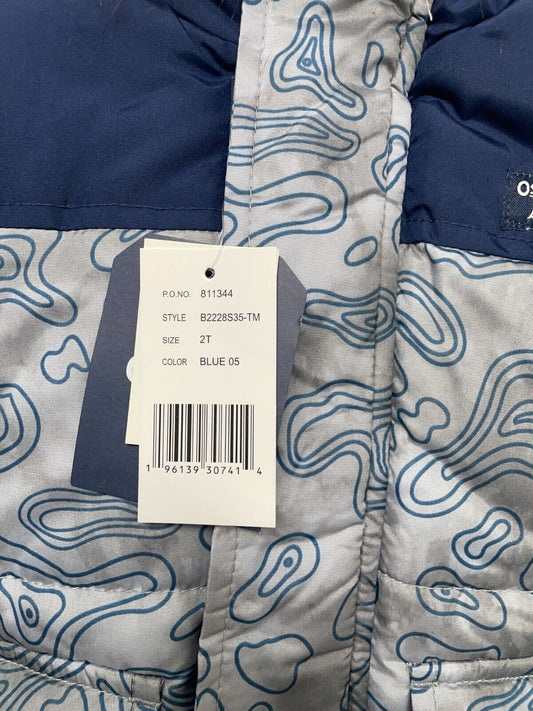 P.O.NO. 811344
STYLE B2228S35-TM
SIZE 2T
COLOR BLUE 05
1 96139 30741 4